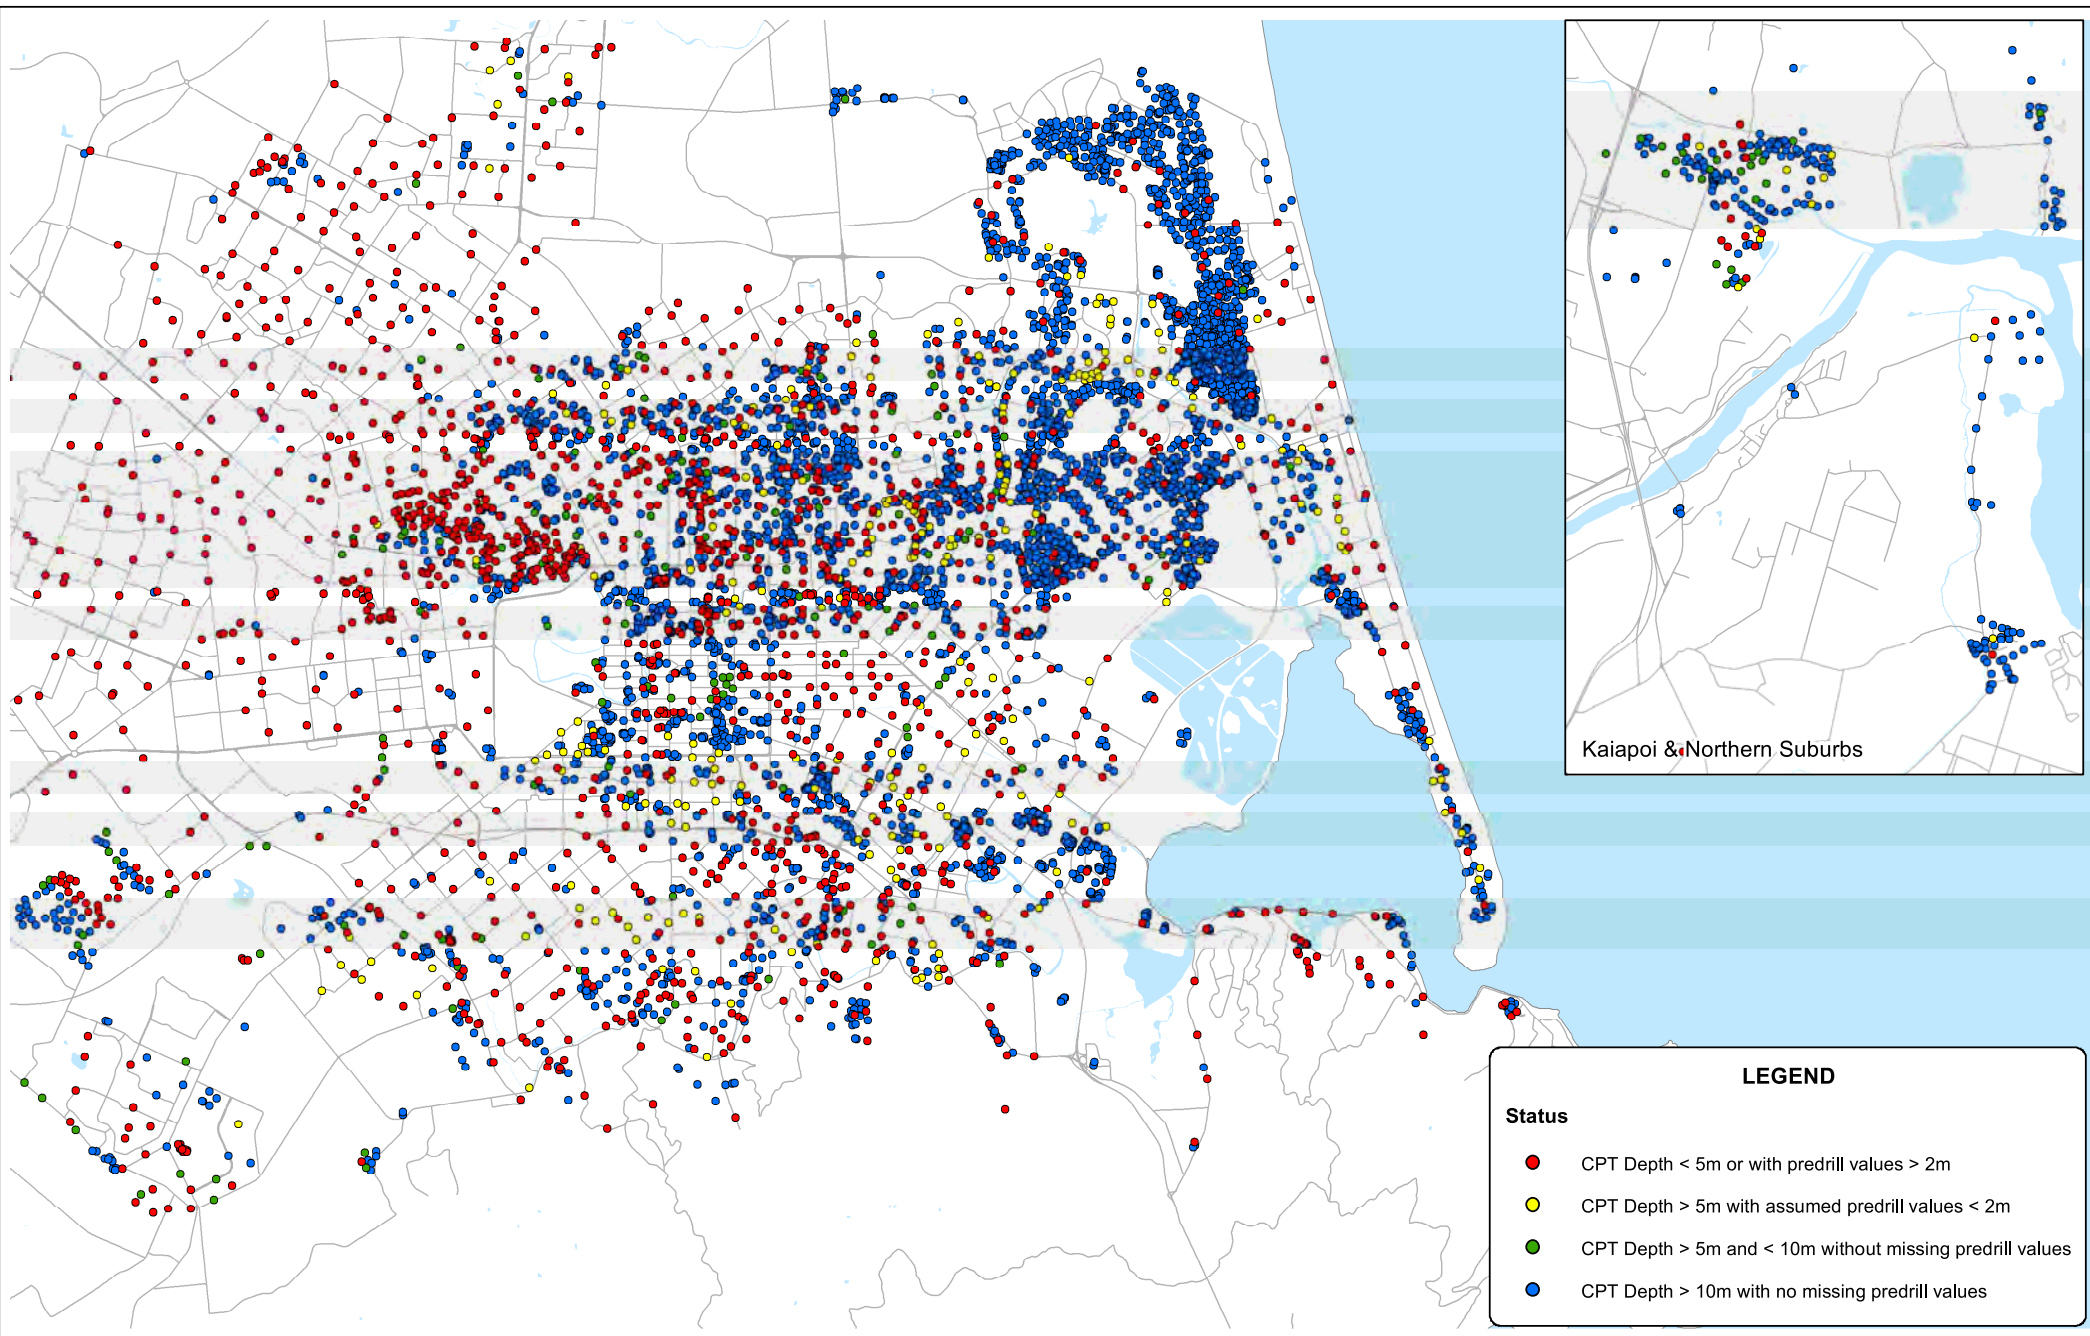 Kaiapoi & Northern Suburbs
LEGEND
Status
CPT Depth < 5m or with predrill values > 2m
CPT Depth > 5m with assumed predrill values < 2m
CPT Depth > 5m and < 10m without missing predrill values
CPT Depth > 10m with no missing predrill values